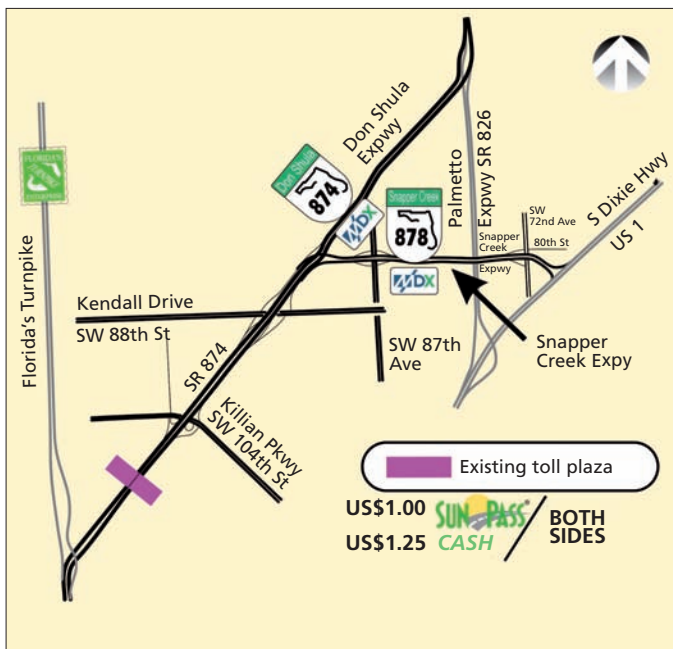 Don Shula
Expwy
Palmetto
Expwy SR 826
S Dixie Hwy
US 1
Don Shula
874
MDX
Snapper Creek
878
MDX
SW
72nd Ave
80th St
Snapper
Creek
Expwy
Florida's Turnpike
Kendall Drive
SW 88th St
SR 874
SW 87th
Ave
Snapper
Creek Expy
Killian Pkwy
SW 104th St
Existing toll plaza
US$1.00 SUNPASS
US$1.25 CASH
BOTH
SIDES